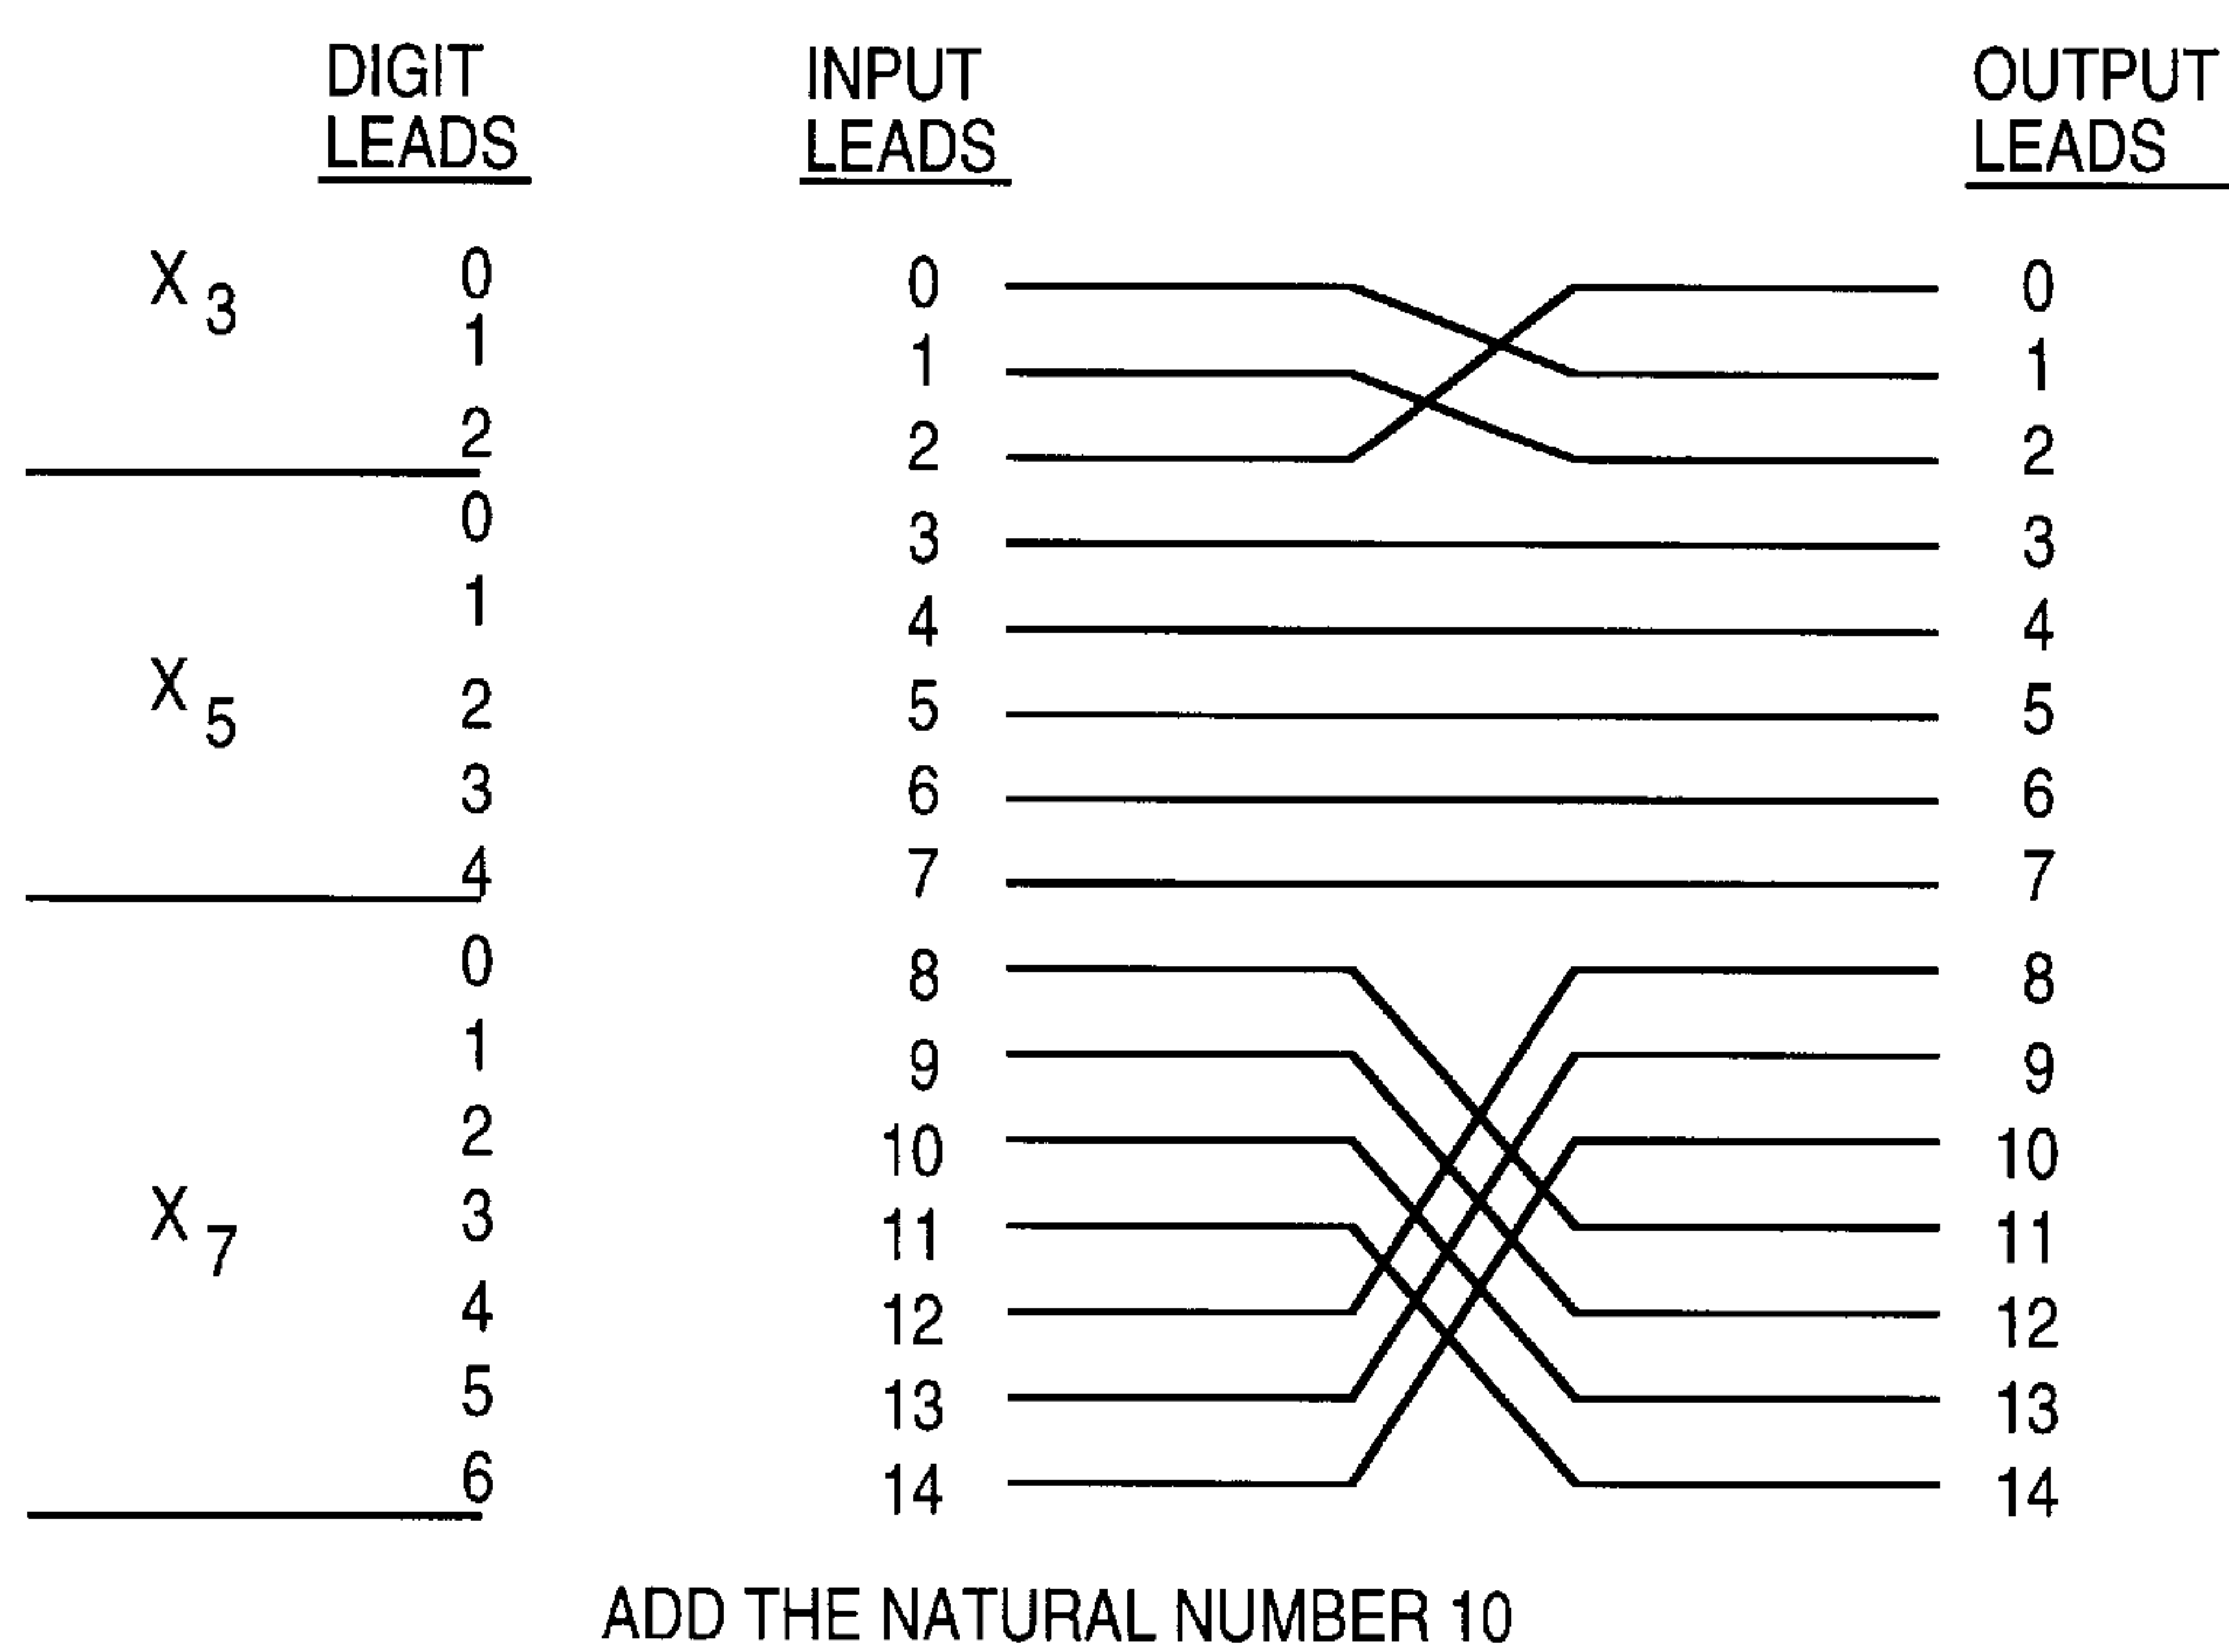 DIGIT LEADS INPUT LEADS OUTPUT LEADS
X3 0 0 0
1 1 1
2 2 2
0 3 3
1 4 4
X5 2 5 5
3 6 6
4 7 7
0 8 8
1 9 9
2 10 10
X7 3 11 11
4 12 12
5 13 13
6 14 14
ADD THE NATURAL NUMBER 10